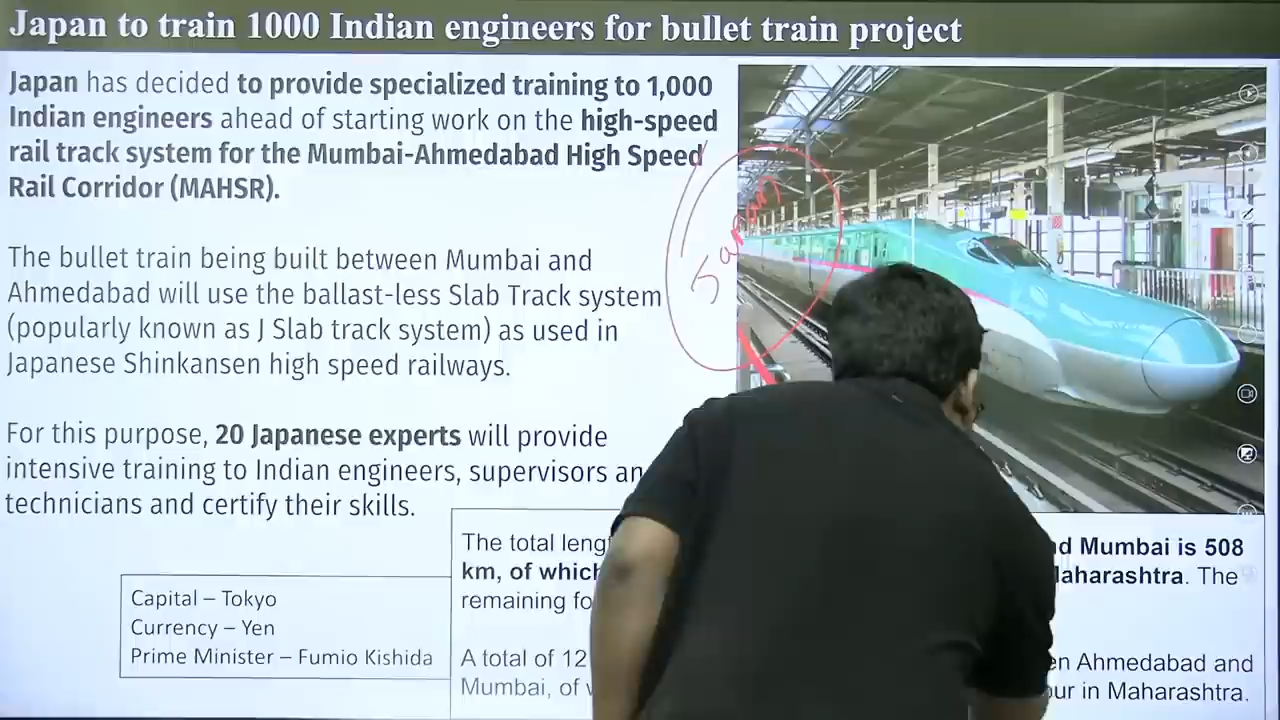 Japan to train 1000 Indian engineers for bullet train project
Japan has decided to provide specialized training to 1,000
Indian engineers ahead of starting work on the high-speed
rail track system for the Mumbai-Ahmedabad High Speed
Rail Corridor (MAHSR).
The bullet train being built between Mumbai and
Ahmedabad will use the ballast-less Slab Track system
(popularly known as J Slab track system) as used in
Japanese Shinkansen high speed railways.
For this purpose, 20 Japanese experts will provide
intensive training to Indian engineers, supervisors an
technicians and certify their skills.
Capital – Tokyo
Currency – Yen
Prime Minister – Fumio Kishida
The total leng d Mumbai is 508
km, of which aharashtra. The
remaining fo
A total of 12 en Ahmedabad and
Mumbai, of our in Maharashtra.